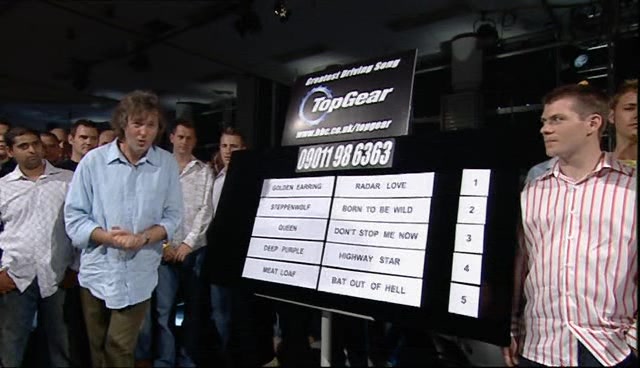 Greatest Driving Song
TopGear
www.bbc.co.uk/topgear
09011 98 6363
GOLDEN EARRING RADAR LOVE 1
STEPPENWOLF BORN TO BE WILD 2
QUEEN DON'T STOP ME NOW 3
DEEP PURPLE HIGHWAY STAR 4
MEAT LOAF BAT OUT OF HELL 5